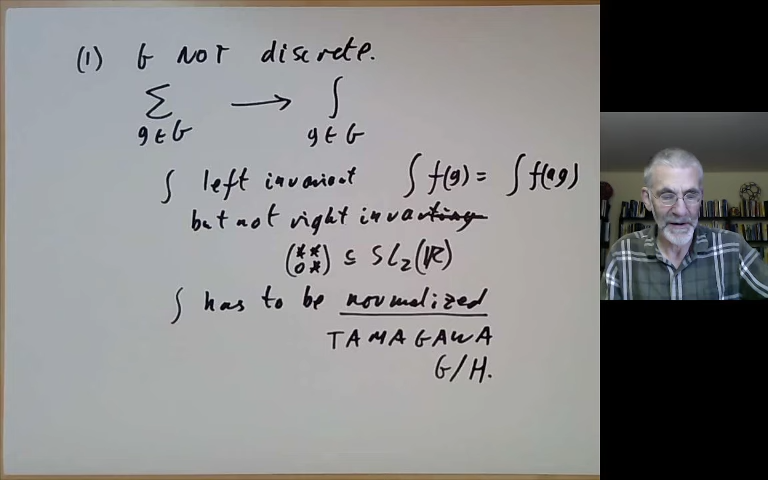 (1) G NOT discrete.
∑ → ∫
g∈G g∈G
∫ left invariant ∫ f(g) = ∫ f(ag)
but not right invariant
(* * / 0 *) ⊆ SL₂(ℝ)
∫ has to be normalized
TAMAGAWA
G/H.